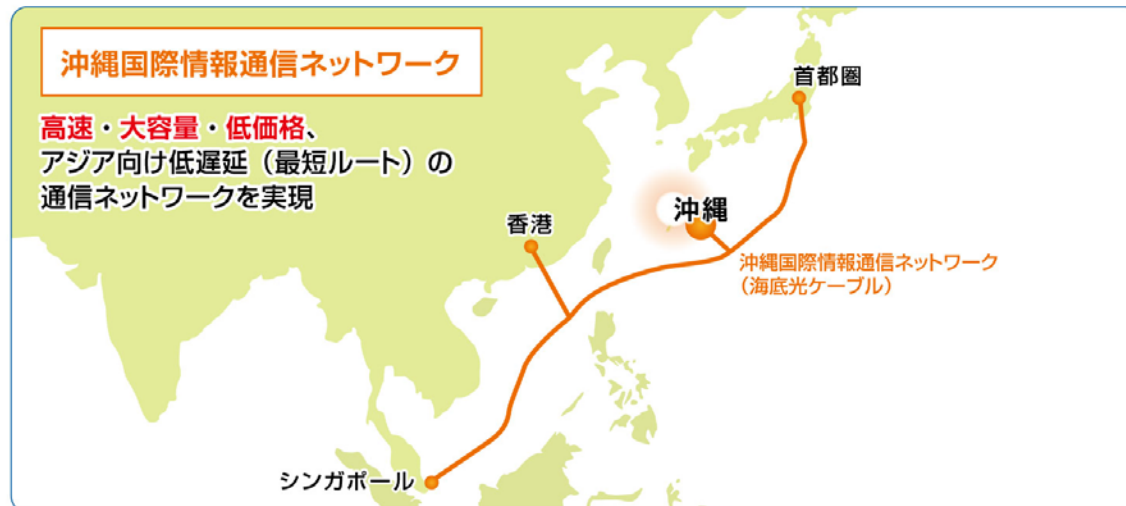 沖縄国際情報通信ネットワーク
高速・大容量・低価格、
アジア向け低遅延（最短ルート）の
通信ネットワークを実現
首都圏
沖縄
香港
沖縄国際情報通信ネットワーク
（海底光ケーブル）
シンガポール